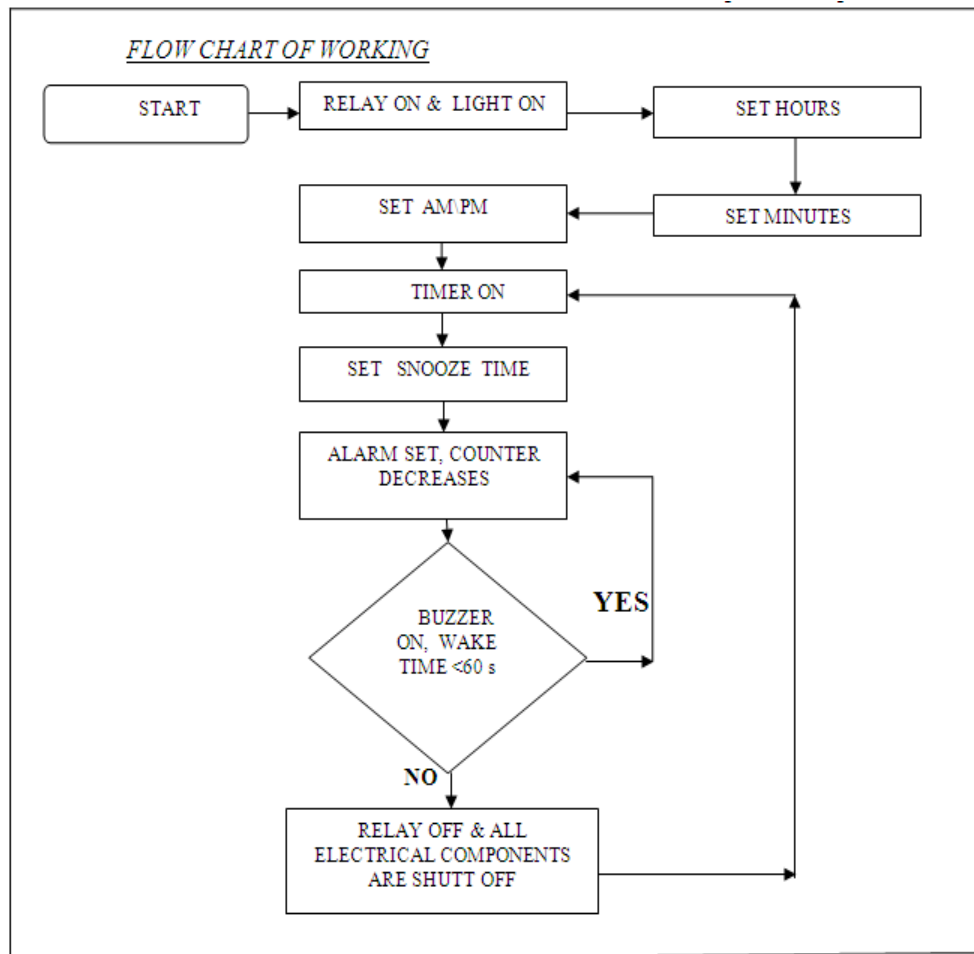 FLOW CHART OF WORKING
START
RELAY ON & LIGHT ON
SET HOURS
SET MINUTES
SET AM\PM
TIMER ON
SET SNOOZE TIME
ALARM SET, COUNTER
DECREASES
BUZZER
ON, WAKE
TIME <60 s
YES
NO
RELAY OFF & ALL
ELECTRICAL COMPONENTS
ARE SHUTT OFF